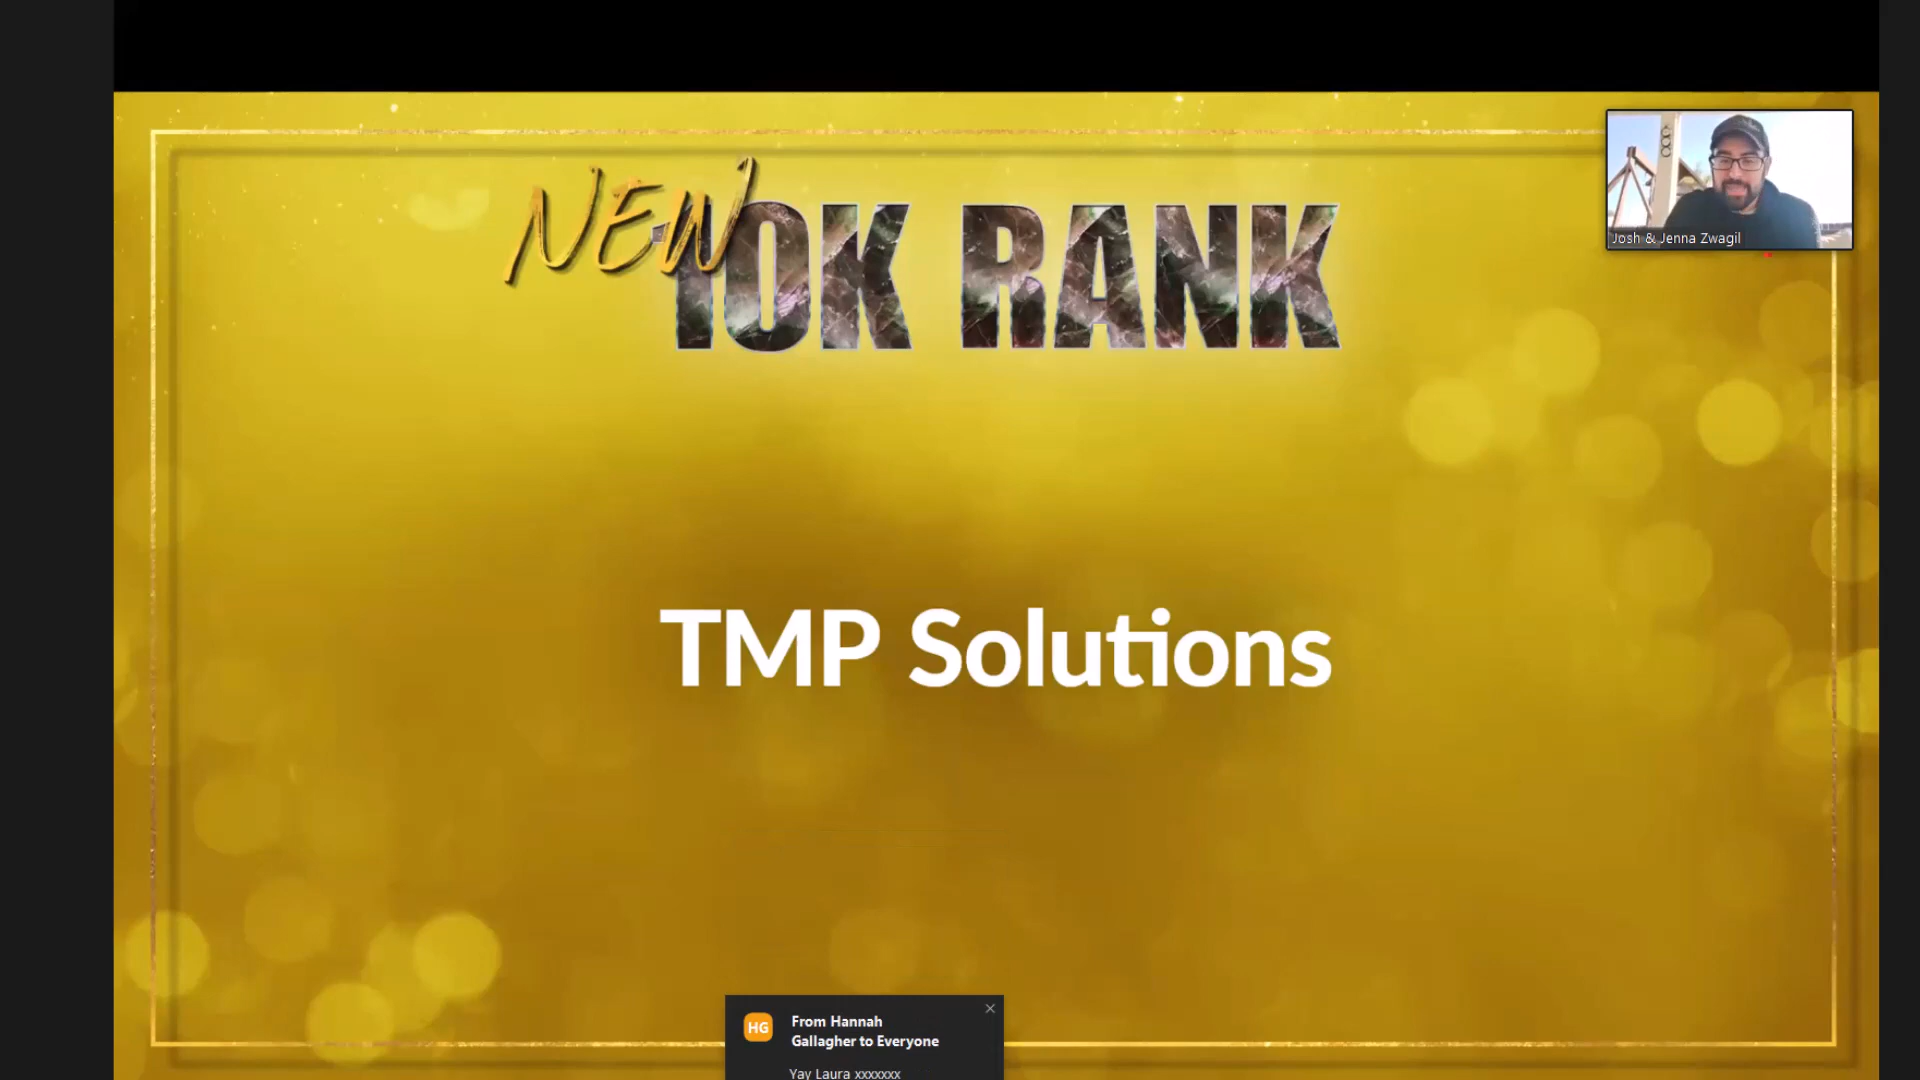 NEW
10K RANK
Josh & Jenna Zwagil
TMP Solutions
HG
From Hannah
Gallagher to Everyone
Yay Laura xxxxxxx